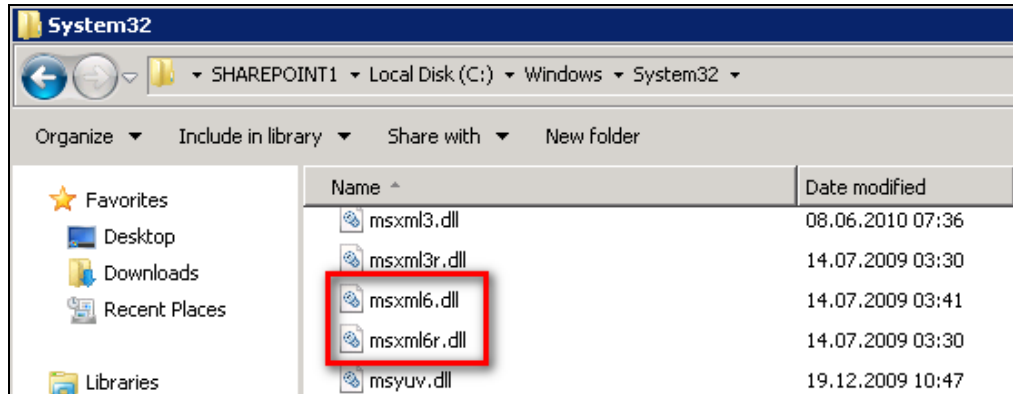 System32
SHAREPOINT1 Local Disk (C:) Windows System32
Organize Include in library Share with New folder
Favorites
Desktop
Downloads
Recent Places
Libraries
Name Date modified
msxml3.dll 08.06.2010 07:36
msxml3r.dll 14.07.2009 03:30
msxml6.dll 14.07.2009 03:41
msxml6r.dll 14.07.2009 03:30
msyuv.dll 19.12.2009 10:47